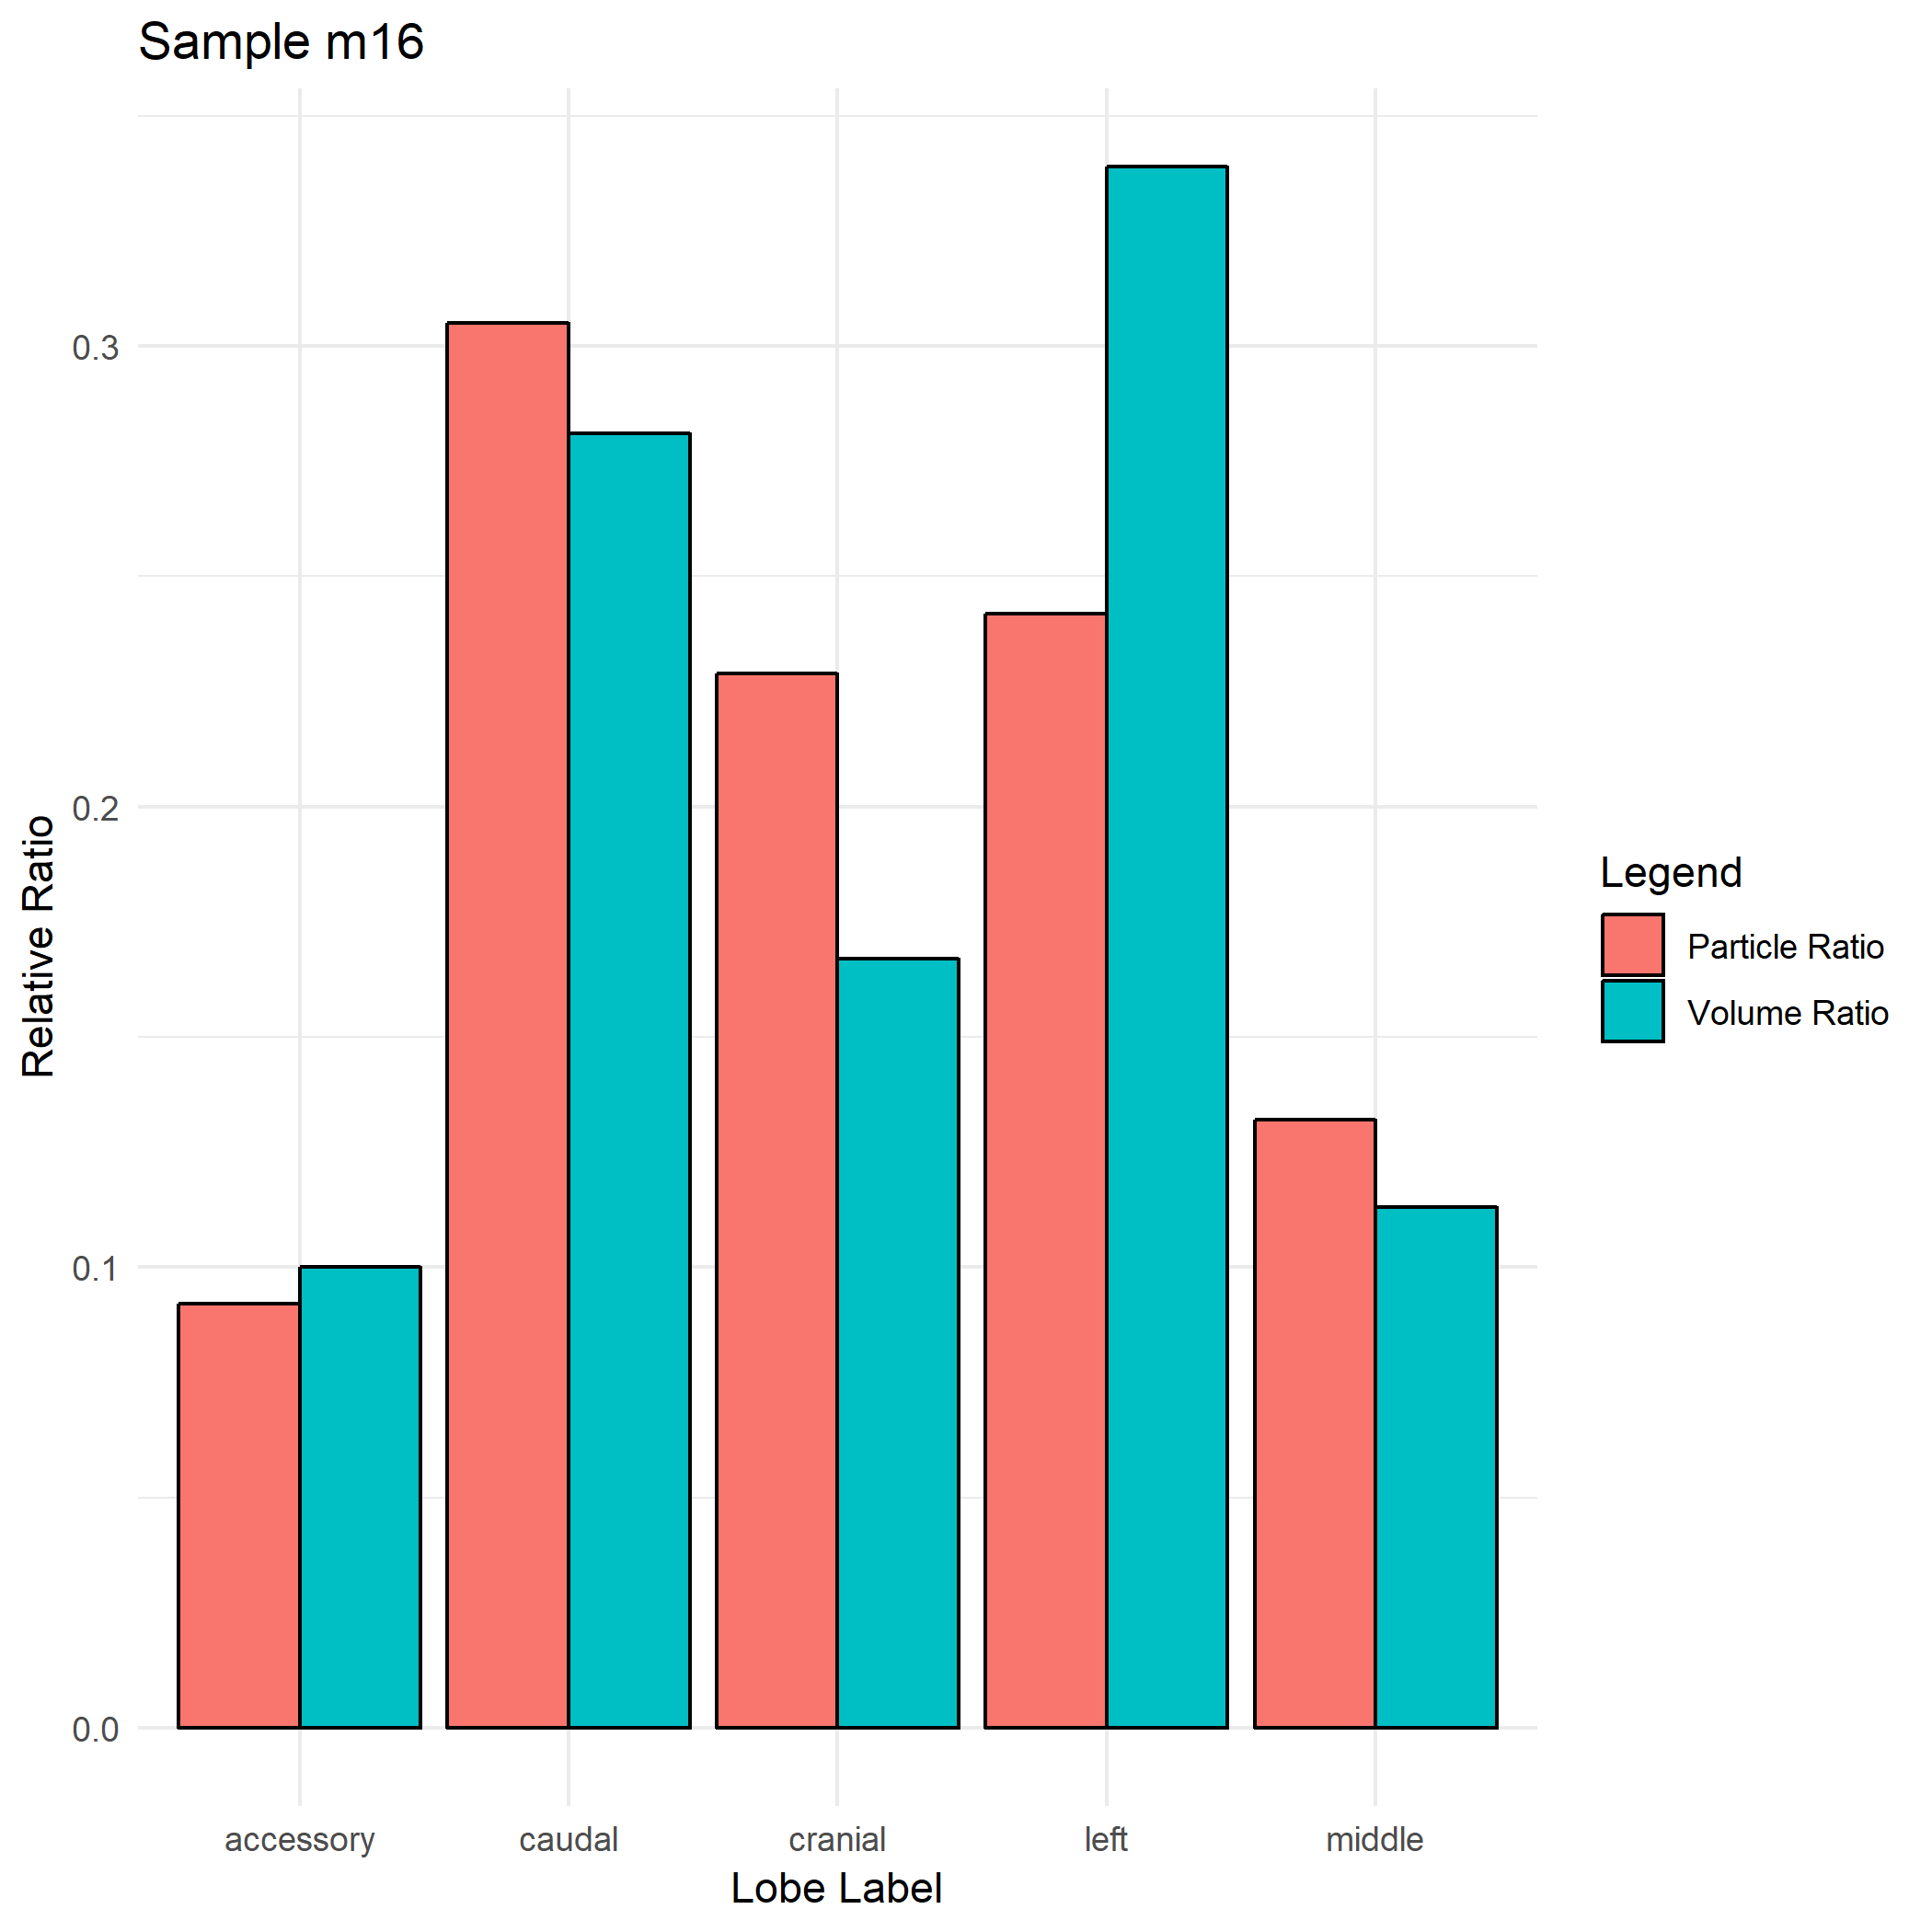 Sample m16
0.3
0.2
0.1
0.0
Relative Ratio
accessory caudal cranial left middle
Lobe Label
Legend
Particle Ratio
Volume Ratio